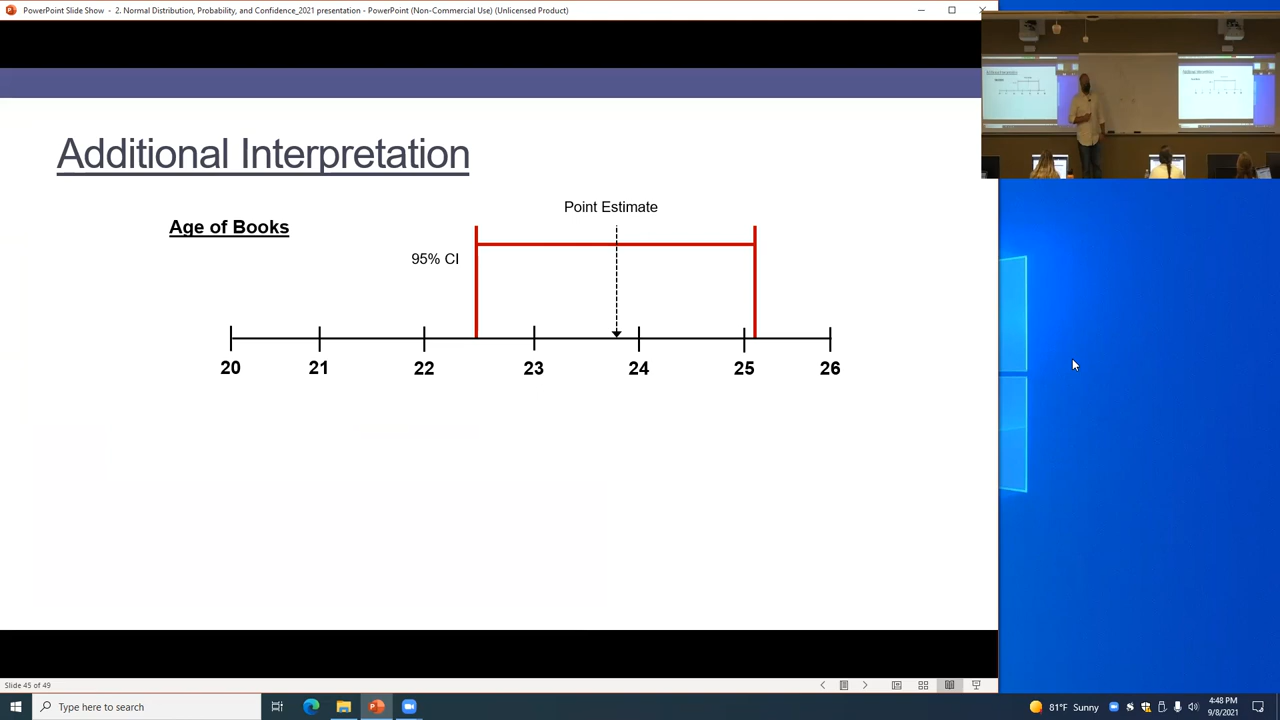 PowerPoint Slide Show - 2. Normal Distribution, Probability, and Confidence_2021 presentation - PowerPoint (Non-Commercial Use) (Unlicensed Product)
Additional Interpretation
Point Estimate
Age of Books
95% CI
20 21 22 23 24 25 26
Slide 45 of 49
Type here to search
81°F Sunny
4:48 PM
9/8/2021